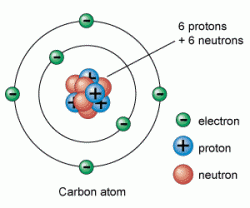 6 protons
+ 6 neutrons
electron
proton
neutron
Carbon atom